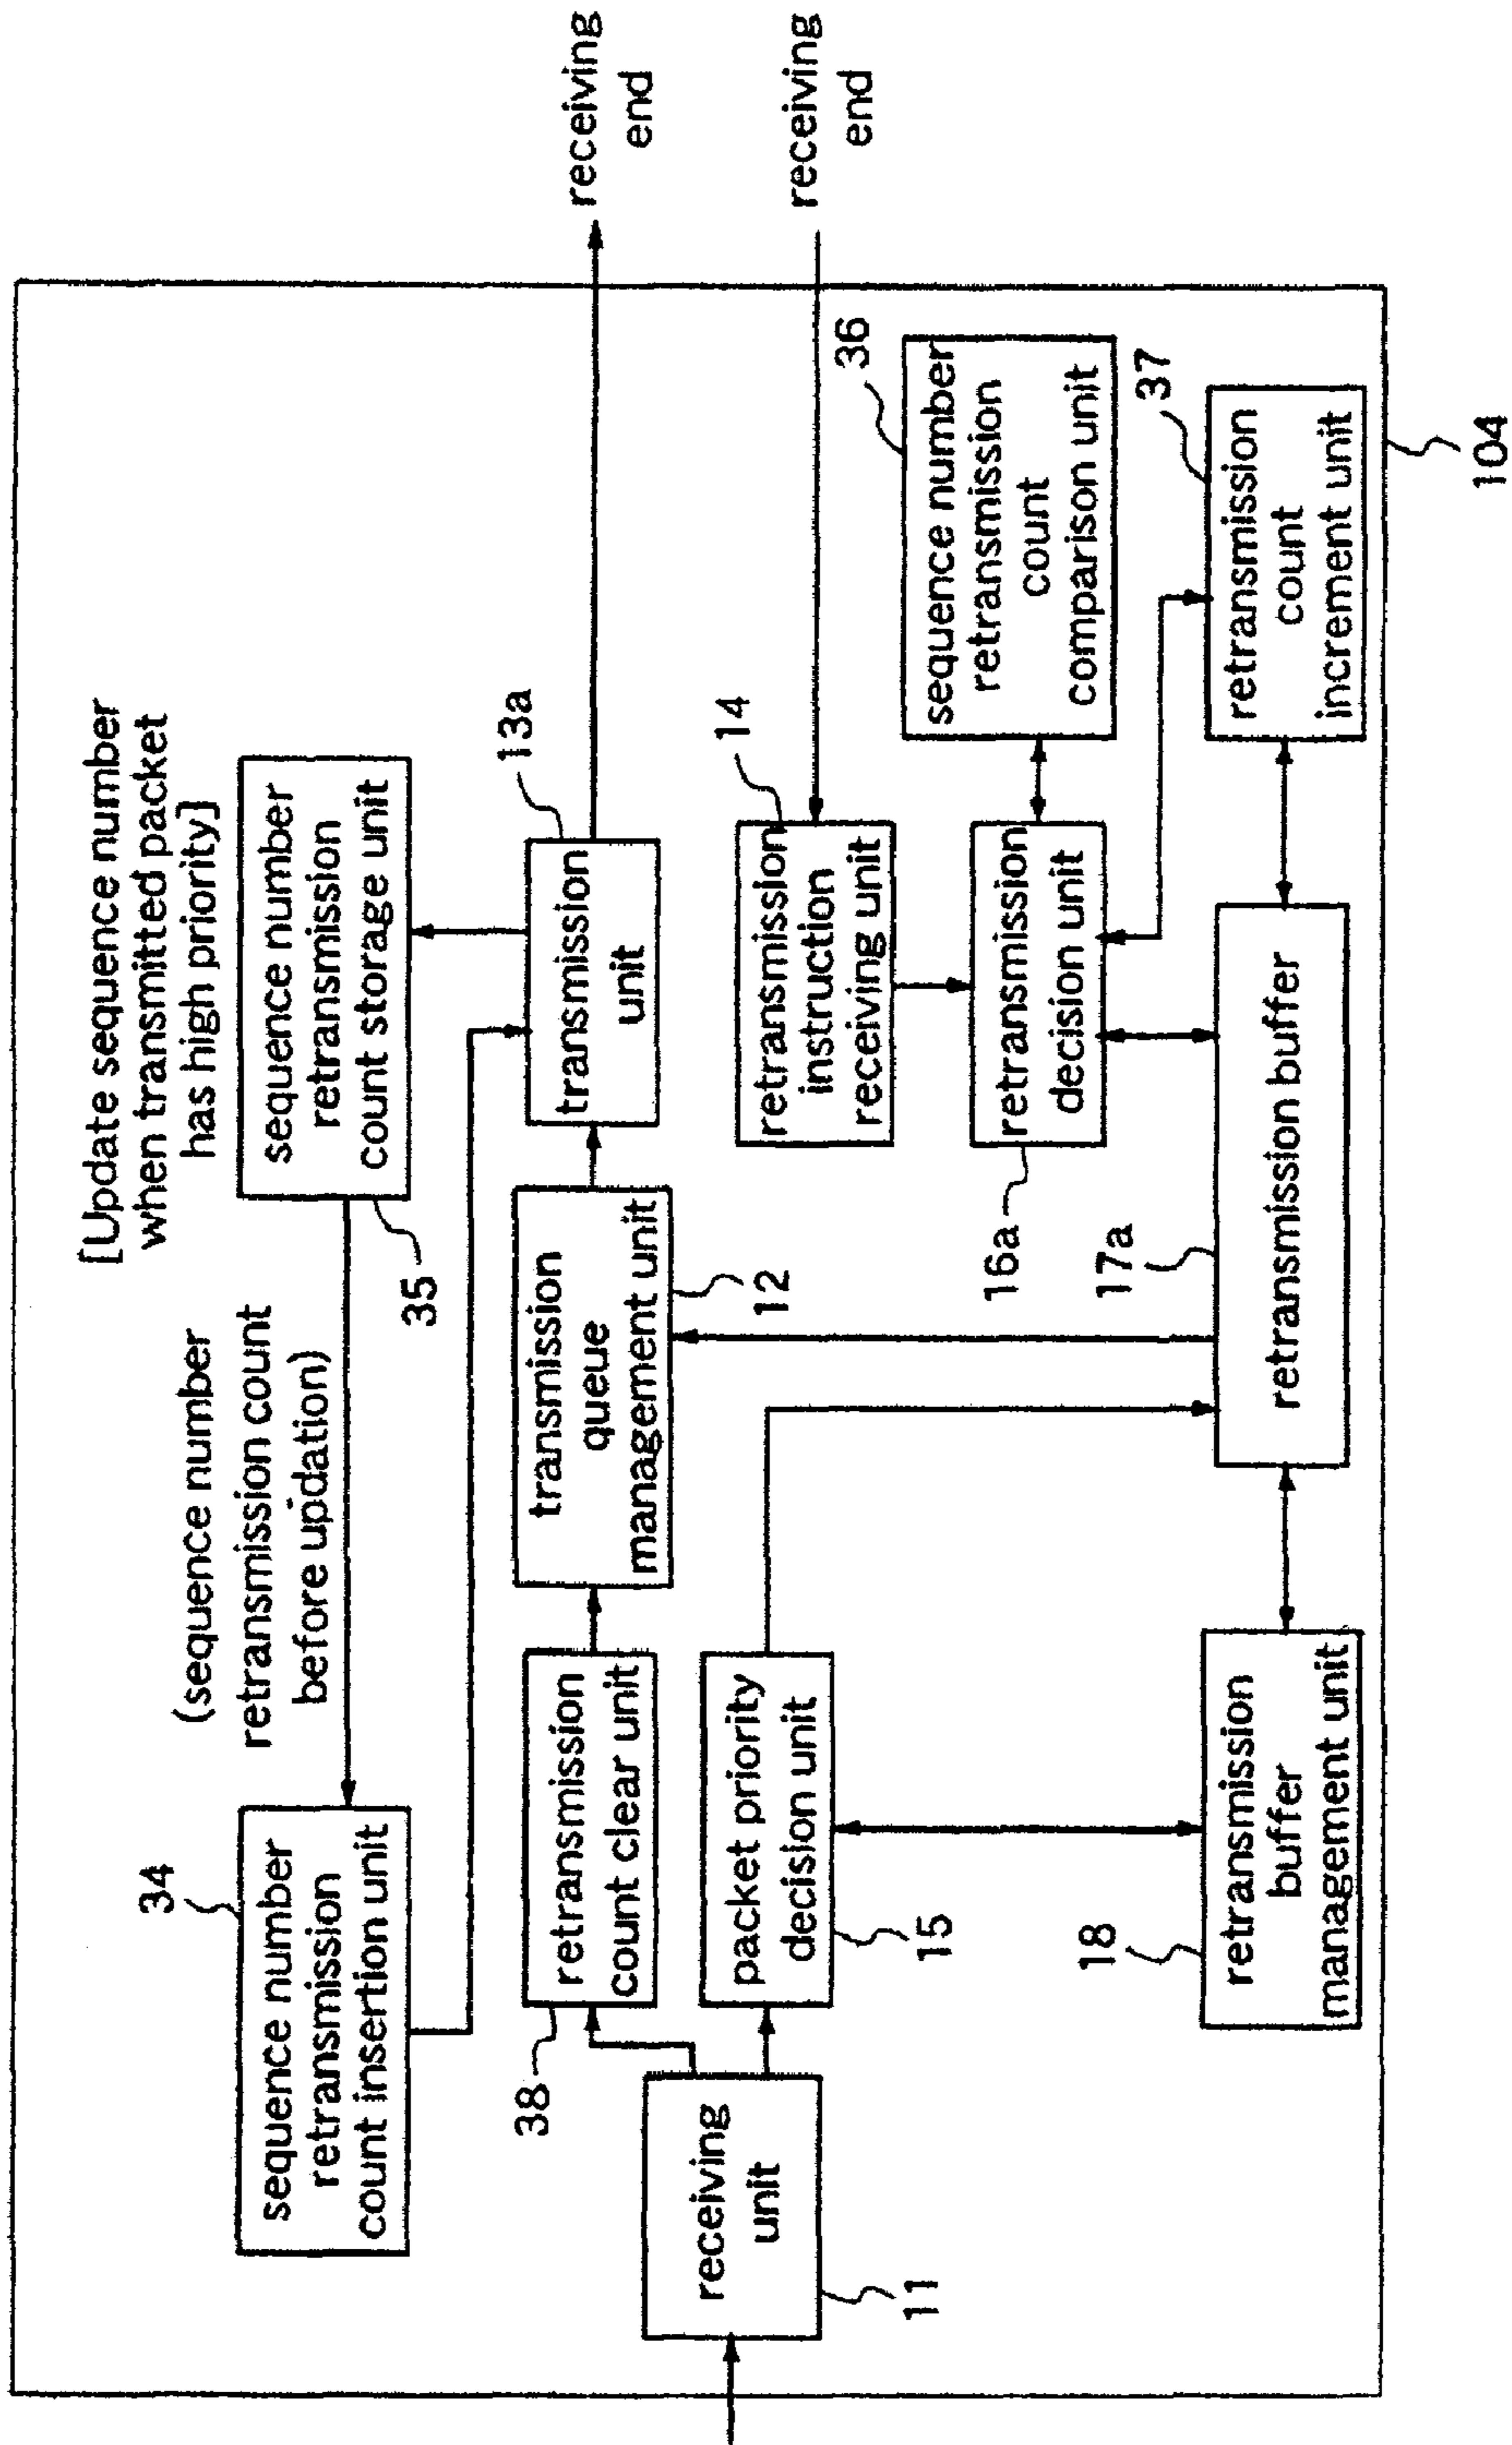 [Update sequence number
when transmitted packet
has high priority]
(sequence number
retransmission count
before updation)
34
sequence number
retransmission
count insertion unit
sequence number
retransmission
count storage unit
35
38
retransmission
count clear unit
transmission
queue
management unit
12
13a
transmission
unit
receiving
end
receiving
unit
11
packet priority
decision unit
15
14
retransmission
instruction
receiving unit
receiving
end
16a
retransmission
decision unit
36
sequence number
retransmission
count
comparison unit
18
retransmission
buffer
management unit
17a
retransmission buffer
37
retransmission
count
increment unit
104